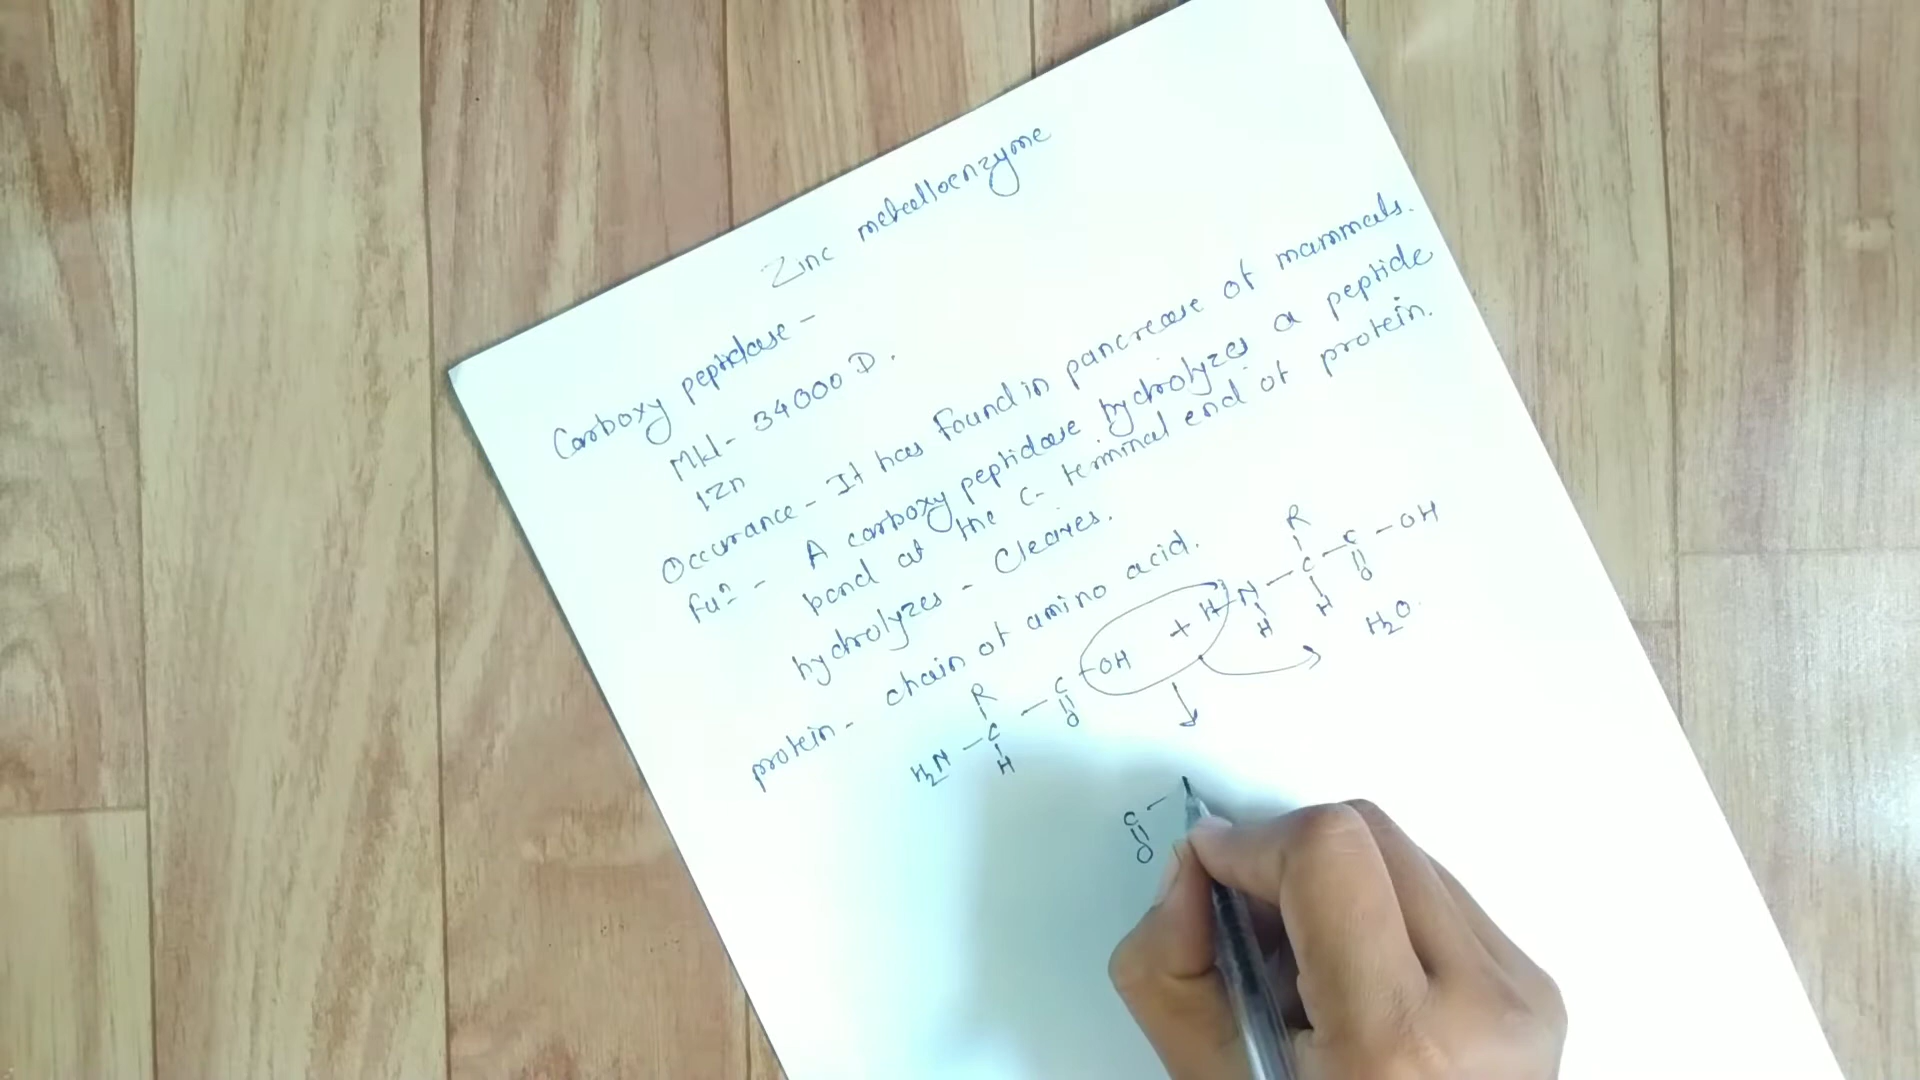 Zinc metalloenzyme
Carboxy peptidase -
MW - 34000 D.
1Zn
Occurance - It has found in pancrease of mammals.
Fuⁿ - A carboxy peptidase hydrolyzes a peptide
bond at the C- terminal end of protein.
hydrolyzes - Cleaves.
protein - chain of amino acid.
R R
H₂N - C - C - OH + H - N - C - C - OH
H O H H O
H₂O
C -
O